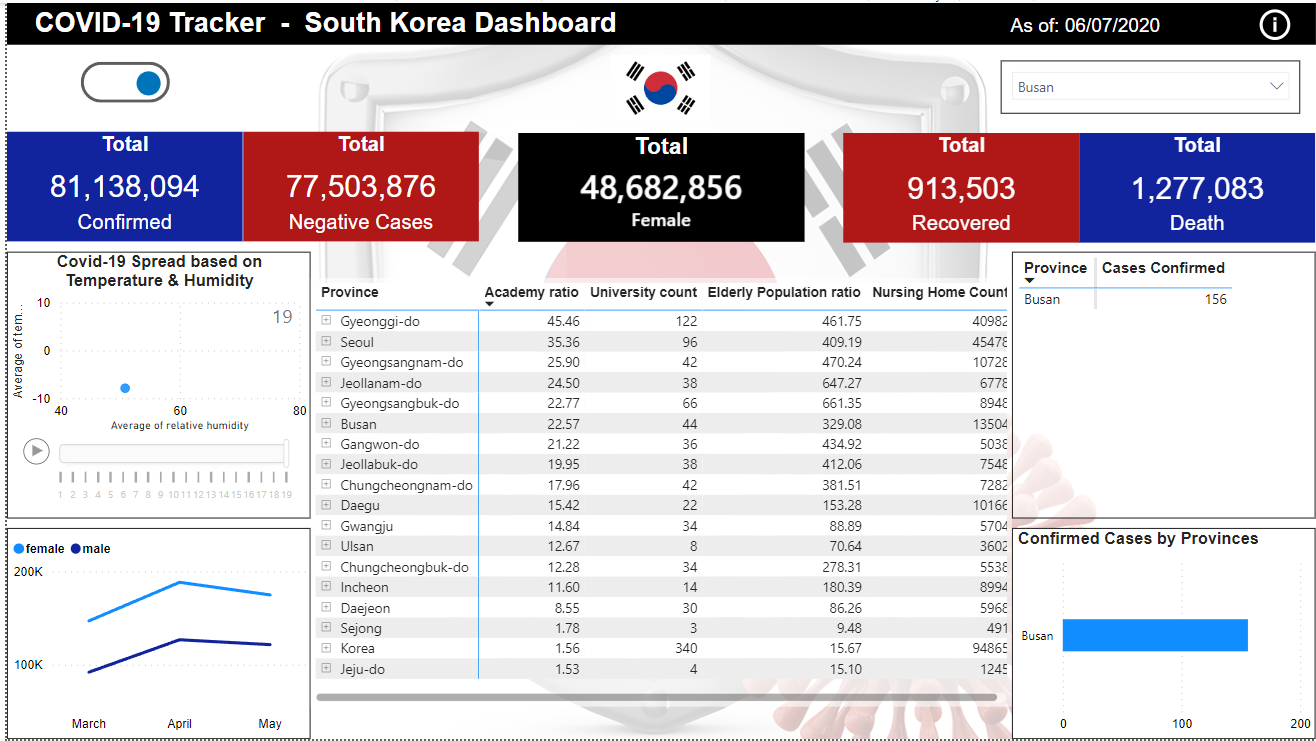 COVID-19 Tracker - South Korea Dashboard
As of: 06/07/2020
Busan
Total
81,138,094
Confirmed
Total
77,503,876
Negative Cases
Total
48,682,856
Female
Total
913,503
Recovered
Total
1,277,083
Death
Covid-19 Spread based on
Temperature & Humidity
19
Average of tem...
10
0
-10
40 60 80
Average of relative humidity
1 2 3 4 5 6 7 8 9 10 11 12 13 14 15 16 17 18 19
female male
200K
100K
March April May
Province Academy ratio University count Elderly Population ratio Nursing Home Count
Gyeonggi-do 45.46 122 461.75 40982
Seoul 35.36 96 409.19 45478
Gyeongsangnam-do 25.90 42 470.24 10728
Jeollanam-do 24.50 38 647.27 6778
Gyeongsangbuk-do 22.77 66 661.35 8948
Busan 22.57 44 329.08 13504
Gangwon-do 21.22 36 434.92 5038
Jeollabuk-do 19.95 38 412.06 7548
Chungcheongnam-do 17.96 42 381.51 7282
Daegu 15.42 22 153.28 10166
Gwangju 14.84 34 88.89 5704
Ulsan 12.67 8 70.64 3602
Chungcheongbuk-do 12.28 34 278.31 5538
Incheon 11.60 14 180.39 8994
Daejeon 8.55 30 86.26 5968
Sejong 1.78 3 9.48 491
Korea 1.56 340 15.67 94865
Jeju-do 1.53 4 15.10 1245
Province Cases Confirmed
Busan 156
Confirmed Cases by Provinces
Busan
0 100 200